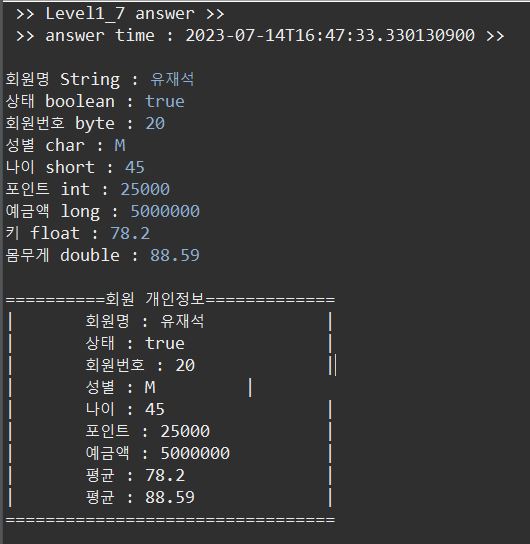 >> Level1_7 answer >>
>> answer time : 2023-07-14T16:47:33.330130900 >>
회원명 String : 유재석
상태 boolean : true
회원번호 byte : 20
성별 char : M
나이 short : 45
포인트 int : 25000
예금액 long : 5000000
키 float : 78.2
몸무게 double : 88.59
==========회원 개인정보=============
| 회원명 : 유재석 |
| 상태 : true |
| 회원번호 : 20 |
| 성별 : M |
| 나이 : 45 |
| 포인트 : 25000 |
| 예금액 : 5000000 |
| 평균 : 78.2 |
| 평균 : 88.59 |
=================================